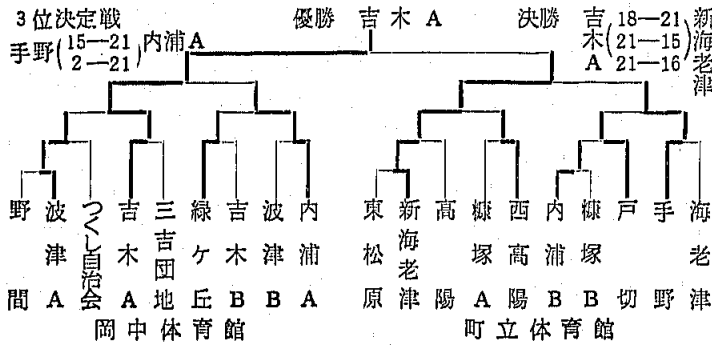 3位決定戦
手野(15—21 2—21)内浦A
優勝 吉木A
決勝 吉木A(18—21 21—15 21—16)新海老津
野間
波津A
つくし自治会
吉木A
三吉団地
緑ケ丘
吉木B
波津B
内浦A
東松原
新海老津
高陽
糠塚A
西高陽
内浦B
糠塚B
戸切
手野
海老津
岡中体育館
町立体育館